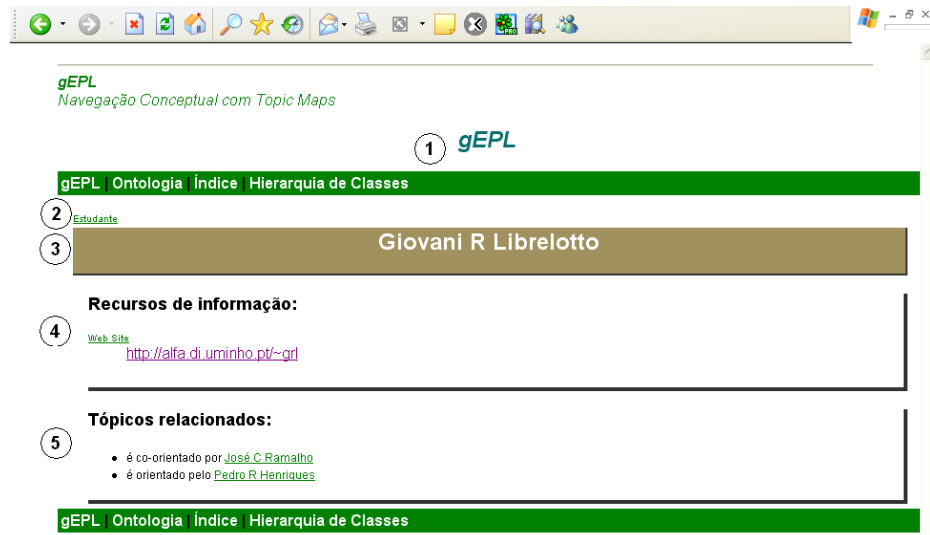 PRO
gEPL
Navegação Conceptual com Topic Maps
1 gEPL
gEPL | Ontologia | Índice | Hierarquia de Classes
2 Estudante
3 Giovani R Librelotto
Recursos de informação:
4 Web Site
http://alfa.di.uminho.pt/~grl
Tópicos relacionados:
5
• é co-orientado por José C Ramalho
• é orientado pelo Pedro R Henriques
gEPL | Ontologia | Índice | Hierarquia de Classes